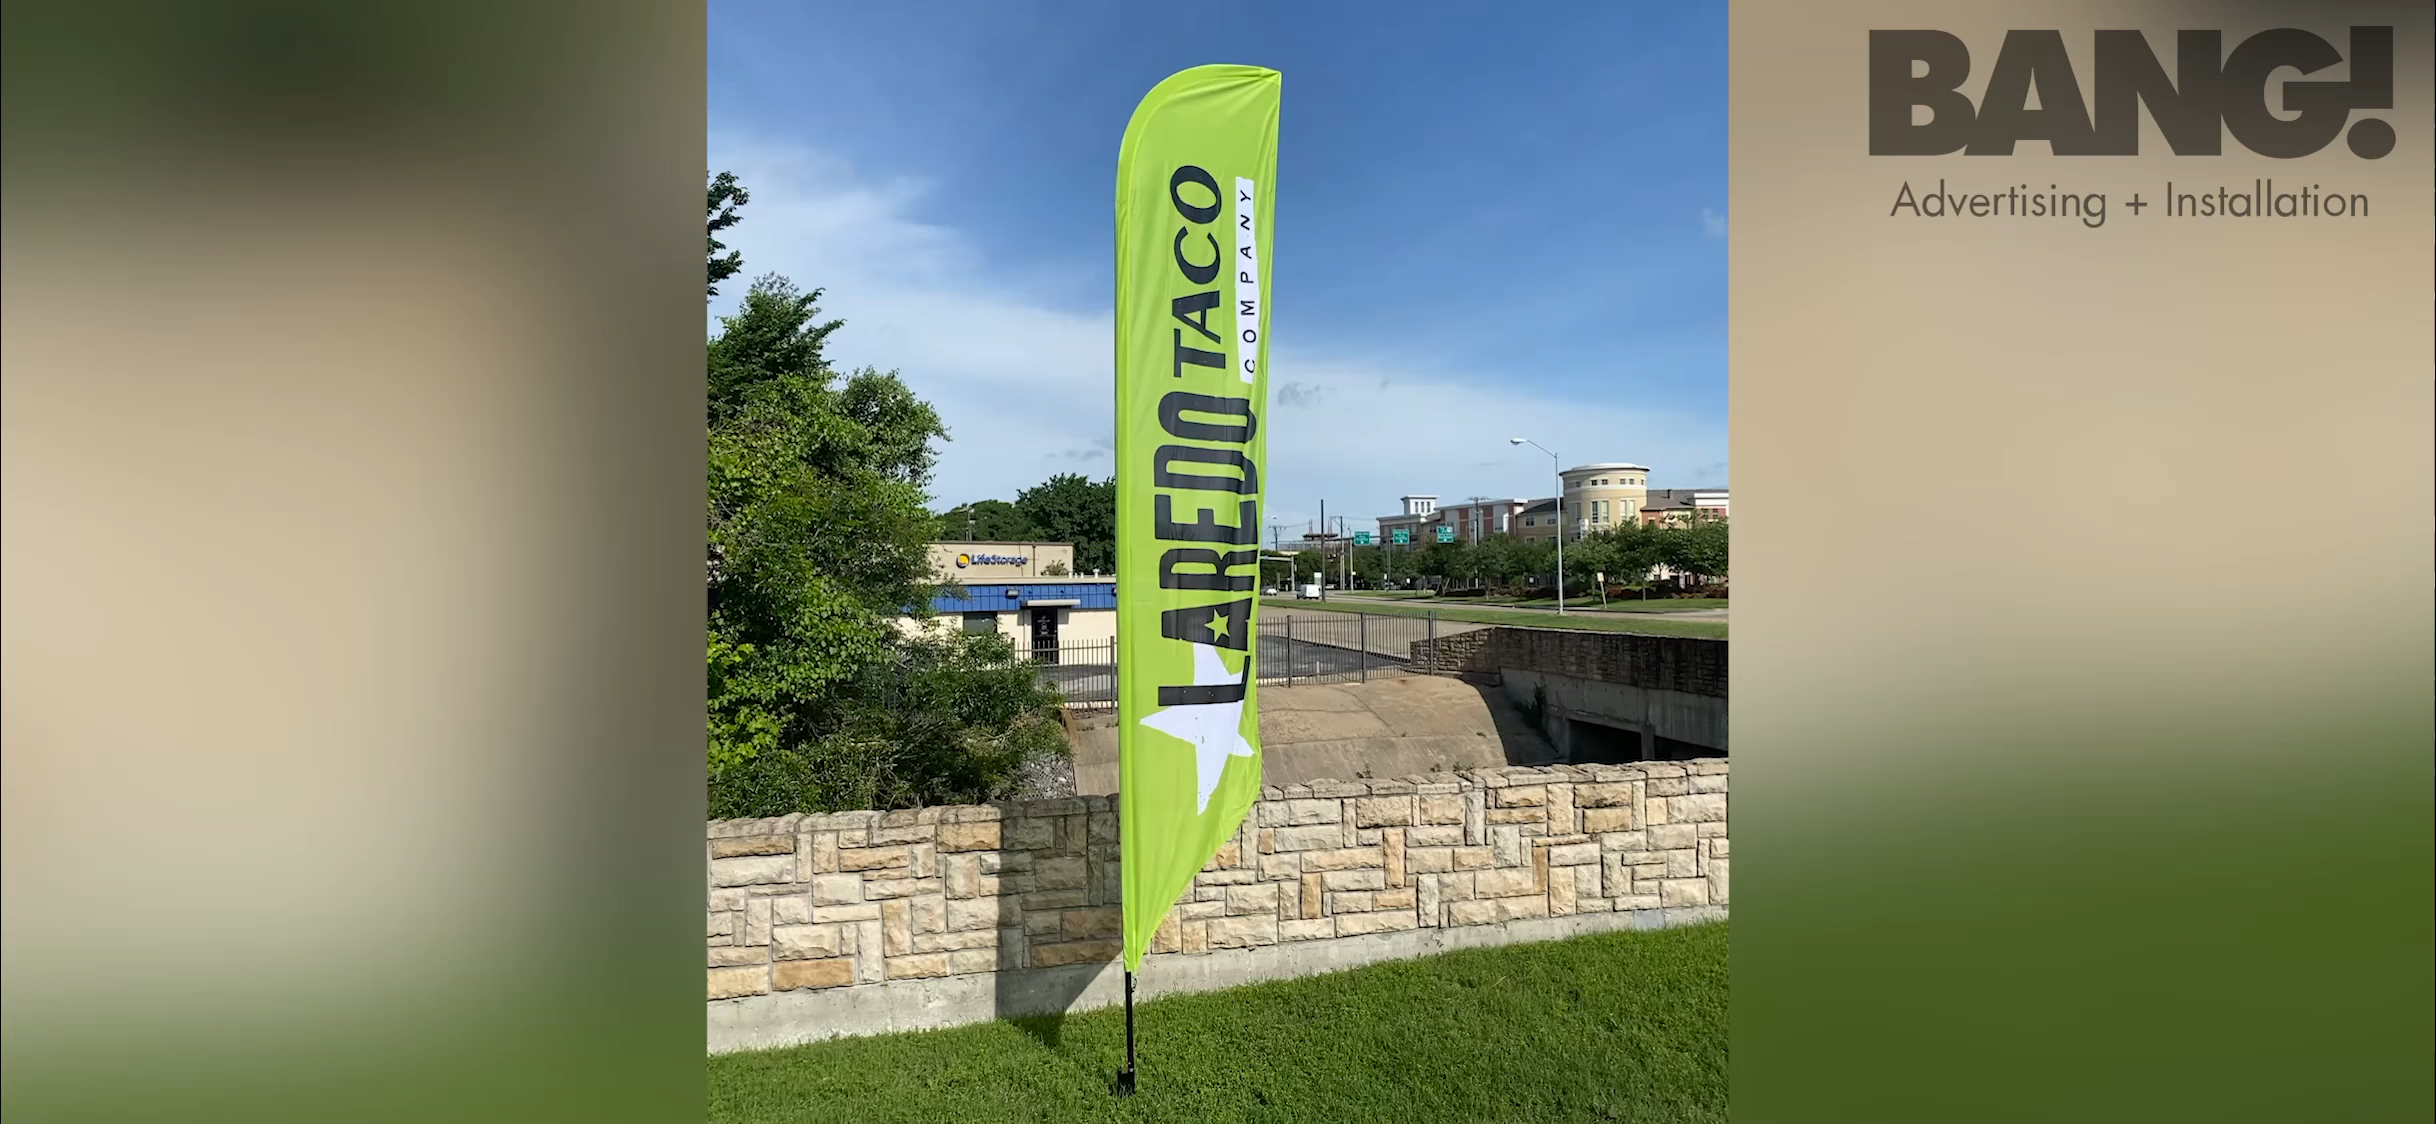 BANG!
Advertising + Installation
LAREDO TACO
COMPANY
LifeStorage